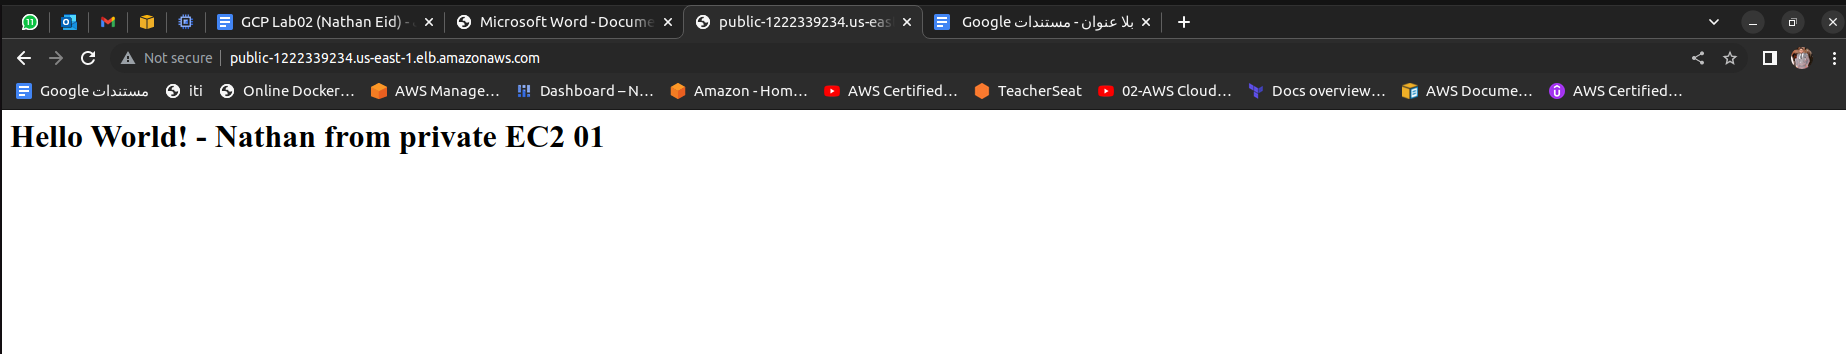 11
GCP Lab02 (Nathan Eid) -
Microsoft Word - Docume
public-1222339234.us-eas
بلا عنوان - مستندات Google
Not secure
public-1222339234.us-east-1.elb.amazonaws.com
مستندات Google
iti
Online Docker...
AWS Manage...
Dashboard – N...
Amazon - Hom...
AWS Certified...
TeacherSeat
02-AWS Cloud...
Docs overview...
AWS Docume...
AWS Certified...
Hello World! - Nathan from private EC2 01